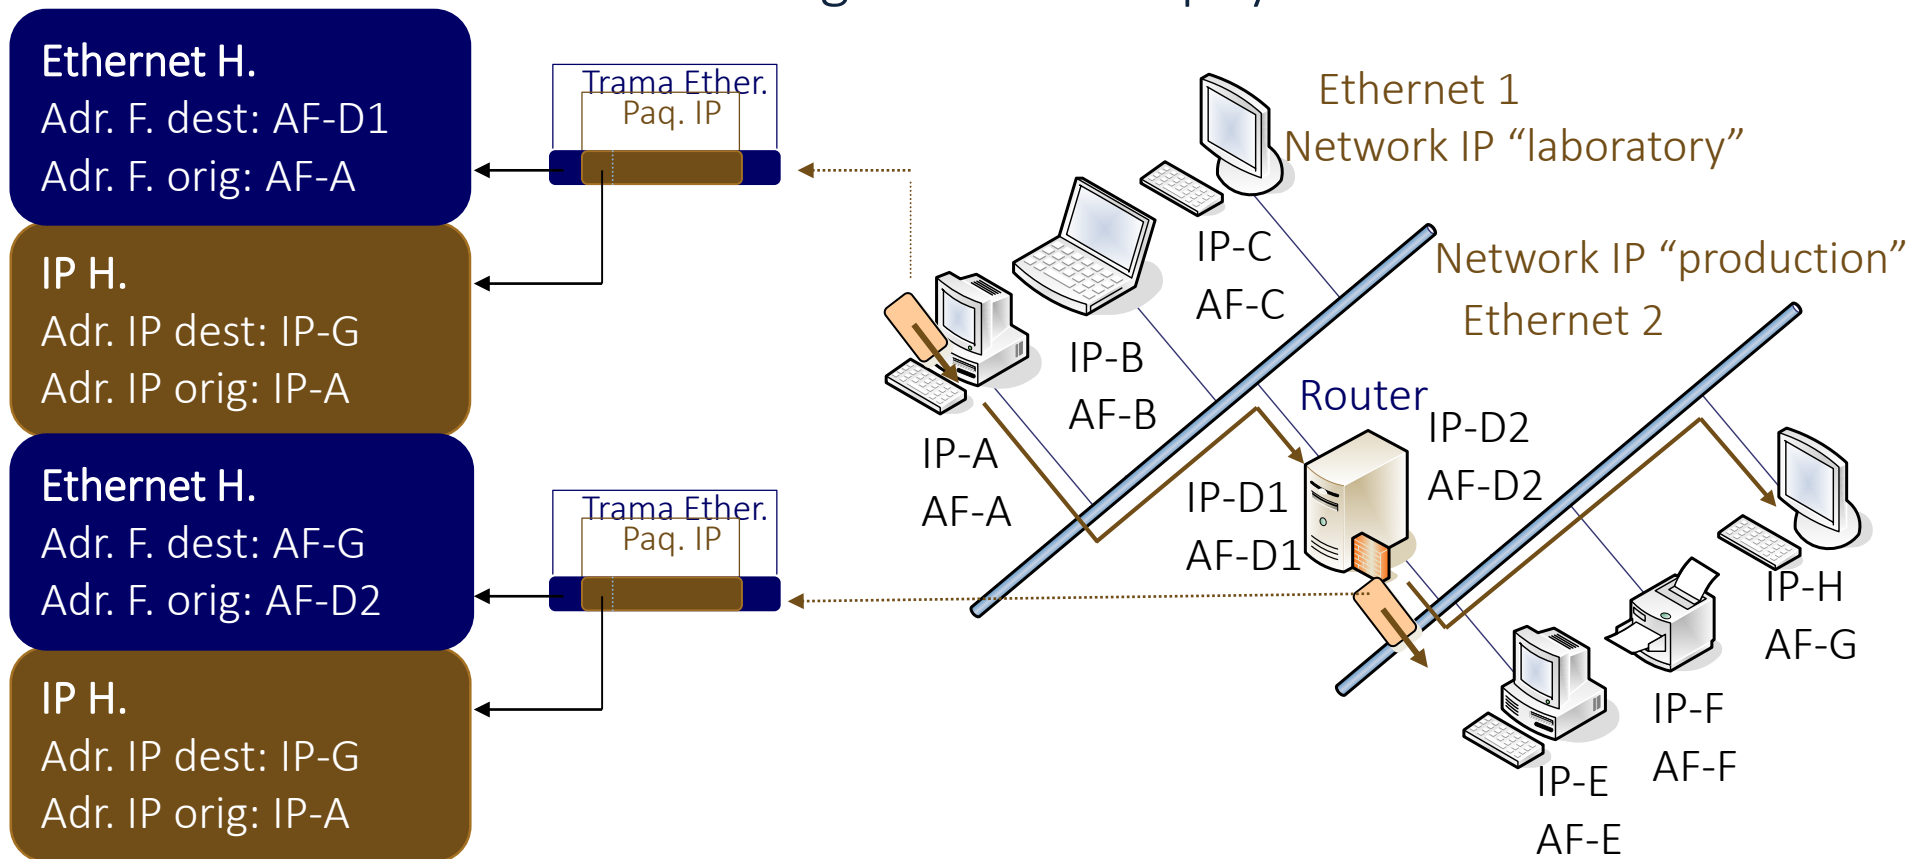 Ethernet H.
Adr. F. dest: AF-D1
Adr. F. orig: AF-A
IP H.
Adr. IP dest: IP-G
Adr. IP orig: IP-A
Ethernet H.
Adr. F. dest: AF-G
Adr. F. orig: AF-D2
IP H.
Adr. IP dest: IP-G
Adr. IP orig: IP-A
Trama Ether.
Paq. IP
Trama Ether.
Paq. IP
Ethernet 1
Network IP “laboratory”
IP-C
AF-C
Network IP “production”
Ethernet 2
IP-B
AF-B
Router
IP-A
AF-A
IP-D2
AF-D2
IP-D1
AF-D1
IP-H
AF-G
IP-F
AF-F
IP-E
AF-E